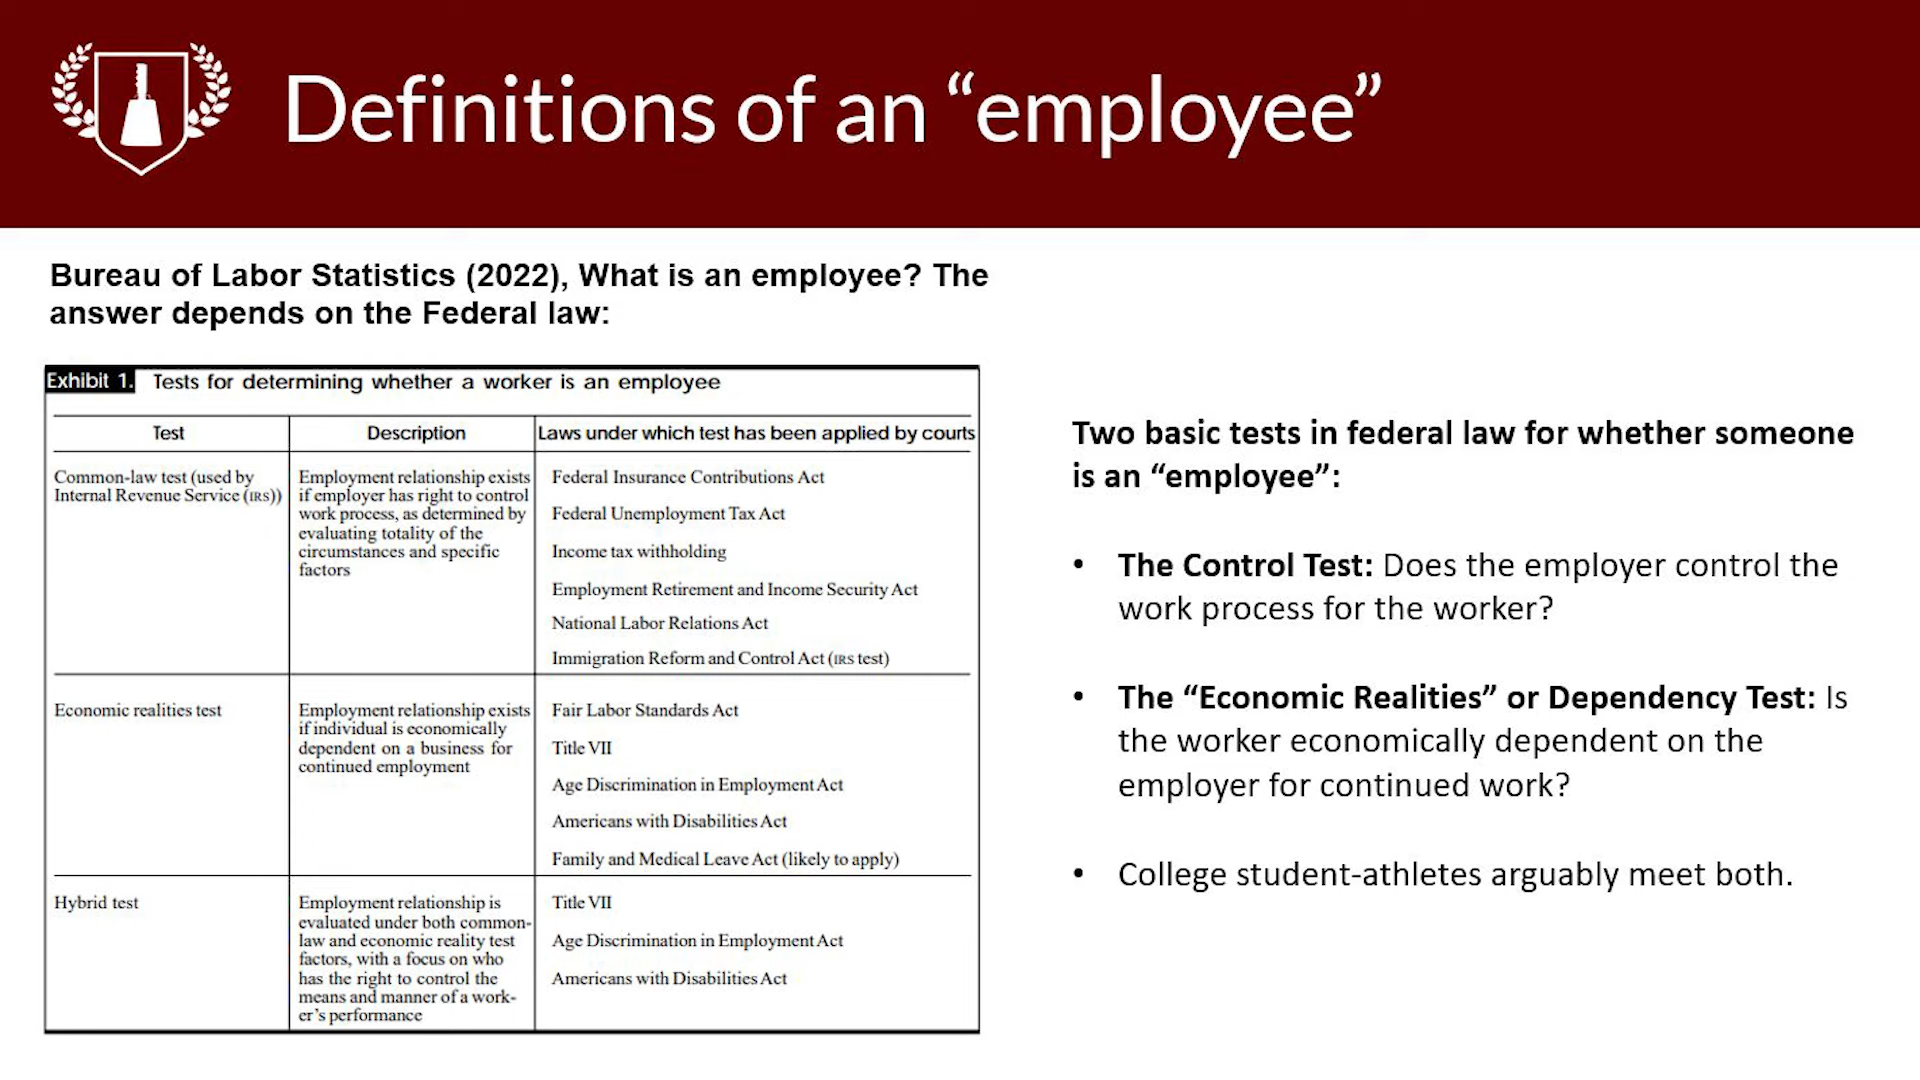 Definitions of an “employee”
Bureau of Labor Statistics (2022), What is an employee? The
answer depends on the Federal law:
Exhibit 1. Tests for determining whether a worker is an employee
Test
Description
Laws under which test has been applied by courts
Common-law test (used by
Internal Revenue Service (IRS))
Employment relationship exists
if employer has right to control
work process, as determined by
evaluating totality of the
circumstances and specific
factors
Federal Insurance Contributions Act
Federal Unemployment Tax Act
Income tax withholding
Employment Retirement and Income Security Act
National Labor Relations Act
Immigration Reform and Control Act (IRS test)
Economic realities test
Employment relationship exists
if individual is economically
dependent on a business for
continued employment
Fair Labor Standards Act
Title VII
Age Discrimination in Employment Act
Americans with Disabilities Act
Family and Medical Leave Act (likely to apply)
Hybrid test
Employment relationship is
evaluated under both common-
law and economic reality test
factors, with a focus on who
has the right to control the
means and manner of a work-
er’s performance
Title VII
Age Discrimination in Employment Act
Americans with Disabilities Act
Two basic tests in federal law for whether someone
is an “employee”:
• The Control Test: Does the employer control the
work process for the worker?
• The “Economic Realities” or Dependency Test: Is
the worker economically dependent on the
employer for continued work?
• College student-athletes arguably meet both.